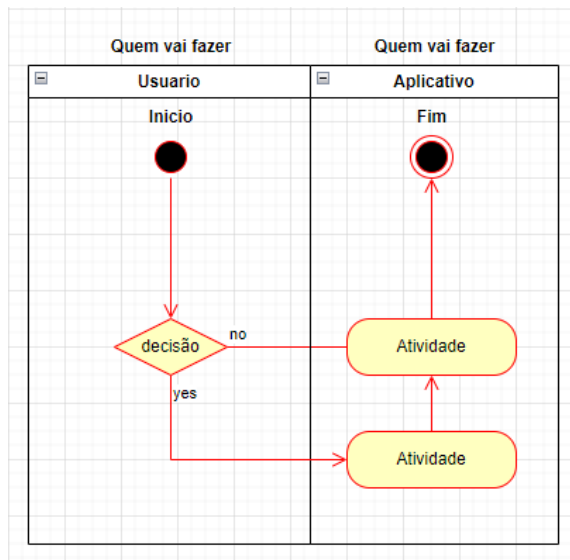 Quem vai fazer
Quem vai fazer
Usuario
Aplicativo
Inicio
Fim
decisão
no
Atividade
yes
Atividade